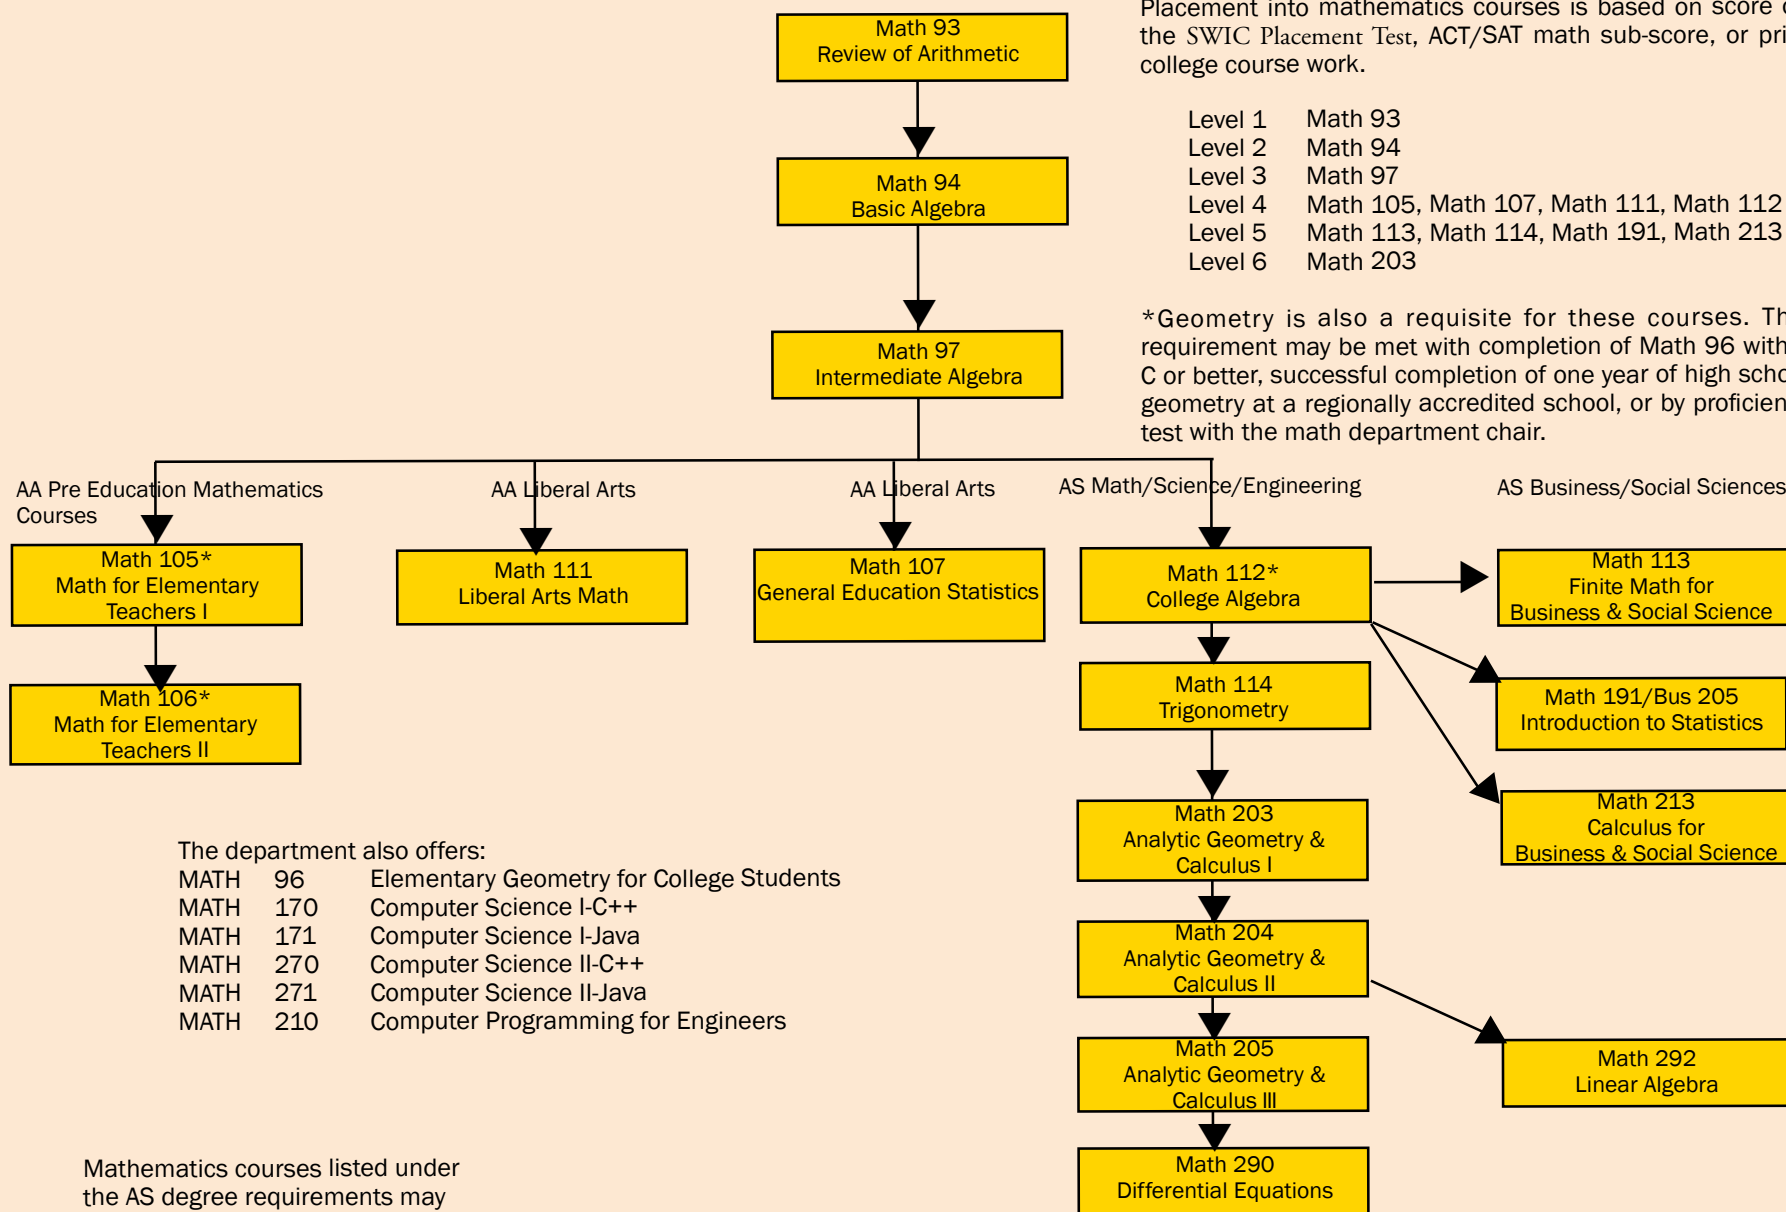 Math 93
Review of Arithmetic
Placement into mathematics courses is based on score
the SWIC Placement Test, ACT/SAT math sub-score, or
college course work.
Level 1 Math 93
Level 2 Math 94
Level 3 Math 97
Level 4 Math 105, Math 107, Math 111, Math 112
Level 5 Math 113, Math 114, Math 191, Math 213
Level 6 Math 203
Math 94
Basic Algebra
*Geometry is also a requisite for these courses.
requirement may be met with completion of Math 96 with
C or better, successful completion of one year of high
geometry at a regionally accredited school, or by
test with the math department chair.
Math 97
Intermediate Algebra
AA Pre Education Mathematics
Courses
AA Liberal Arts
AA Liberal Arts
AS Math/Science/Engineering
AS Business/Social Sciences
Math 105*
Math for Elementary
Teachers I
Math 111
Liberal Arts Math
Math 107
General Education Statistics
Math 112*
College Algebra
Math 113
Finite Math for
Business & Social Science
Math 106*
Math for Elementary
Teachers II
Math 114
Trigonometry
Math 191/Bus 205
Introduction to Statistics
Math 203
Analytic Geometry &
Calculus I
Math 213
Calculus for
Business & Social Science
The department also offers:
MATH 96 Elementary Geometry for College Students
MATH 170 Computer Science I-C++
MATH 171 Computer Science I-Java
MATH 270 Computer Science II-C++
MATH 271 Computer Science II-Java
MATH 210 Computer Programming for Engineers
Math 204
Analytic Geometry &
Calculus II
Math 205
Analytic Geometry &
Calculus III
Math 292
Linear Algebra
Math 290
Differential Equations
Mathematics courses listed under
the AS degree requirements may